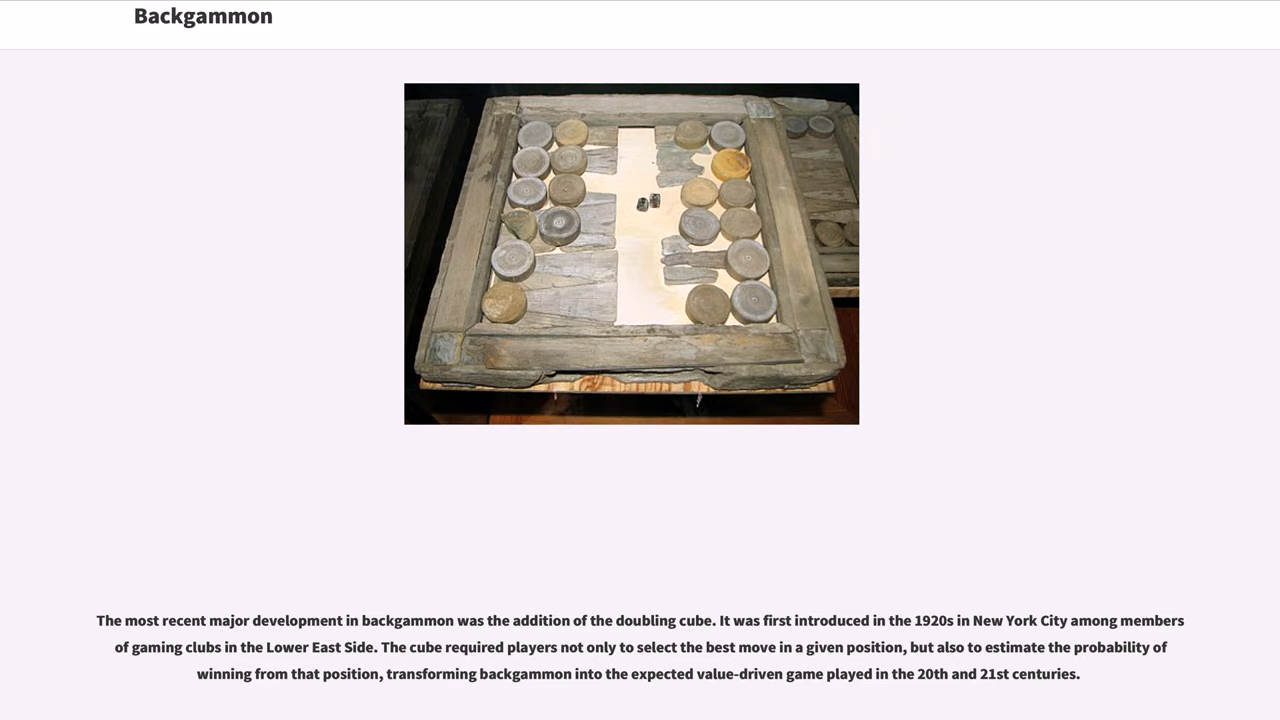 Backgammon
The most recent major development in backgammon was the addition of the doubling cube. It was first introduced in the 1920s in New York City among members
of gaming clubs in the Lower East Side. The cube required players not only to select the best move in a given position, but also to estimate the probability of
winning from that position, transforming backgammon into the expected value-driven game played in the 20th and 21st centuries.